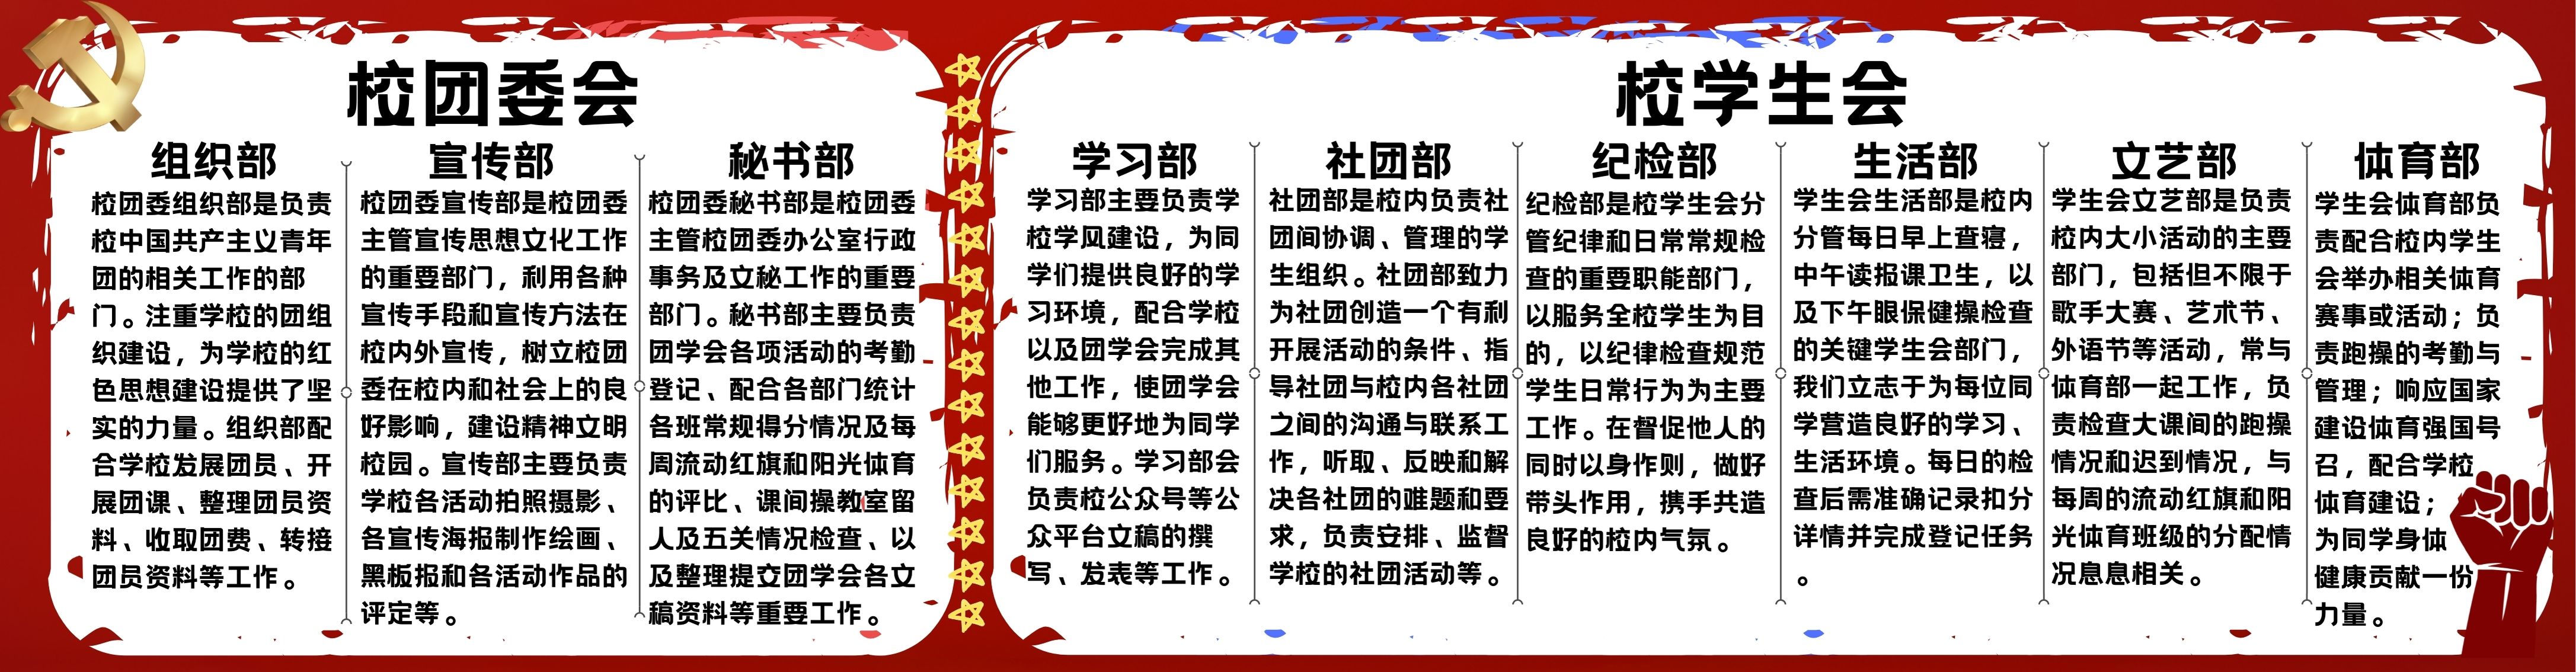 校团委会
组织部
校团委组织部是负责
校中国共产主义青年
团的相关工作的部
门。注重学校的团组
织建设，为学校的红
色思想建设提供了坚
实的力量。组织部配
合学校发展团员、开
展团课、整理团员资
料、收取团费、转接
团员资料等工作。
宣传部
校团委宣传部是校团委
主管宣传思想文化工作
的重要部门，利用各种
宣传手段和宣传方法在
校内外宣传，树立校团
委在校内和社会上的良
好影响，建设精神文明
校园。宣传部主要负责
学校各活动拍照摄影、
各宣传海报制作绘画、
黑板报和各活动作品的
评定等。
秘书部
校团委秘书部是校团委
主管校团委办公室行政
事务及文秘工作的重要
部门。秘书部主要负责
团学会各项活动的考勤
登记、配合各部门统计
各班常规得分情况及每
周流动红旗和阳光体育
的评比、课间操教室留
人及五关情况检查、以
及整理提交团学会各文
稿资料等重要工作。
校学生会
学习部
学习部主要负责学
校学风建设，为同
学们提供良好的学
习环境，配合学校
以及团学会完成其
他工作，使团学会
能够更好地为同学
们服务。学习部会
负责校公众号等公
众平台文稿的撰
写、发表等工作。
社团部
社团部是校内负责社
团间协调、管理的学
生组织。社团部致力
为社团创造一个有利
开展活动的条件、指
导社团与校内各社团
之间的沟通与联系工
作，听取、反映和解
决各社团的难题和要
求，负责安排、监督
学校的社团活动等。
纪检部
纪检部是校学生会分
管纪律和日常常规检
查的重要职能部门，
以服务全校学生为目
的，以纪律检查规范
学生日常行为为主要
工作。在督促他人的
同时以身作则，做好
带头作用，携手共造
良好的校内气氛。
生活部
学生会生活部是校内
分管每日早上查寝，
中午读报课卫生，以
及下午眼保健操检查
的关键学生会部门，
我们立志于为每位同
学营造良好的学习、
生活环境。每日的检
查后需准确记录扣分
详情并完成登记任务
。
文艺部
学生会文艺部是负责
校内大小活动的主要
部门，包括但不限于
歌手大赛、艺术节、
外语节等活动，常与
体育部一起工作，负
责检查大课间的跑操
情况和迟到情况，与
每周的流动红旗和阳
光体育班级的分配情
况息息相关。
体育部
学生会体育部负
责配合校内学生
会举办相关体育
赛事或活动；负
责跑操的考勤与
管理；响应国家
建设体育强国号
召，配合学校
体育建设；
为同学身体
健康贡献一份
力量。